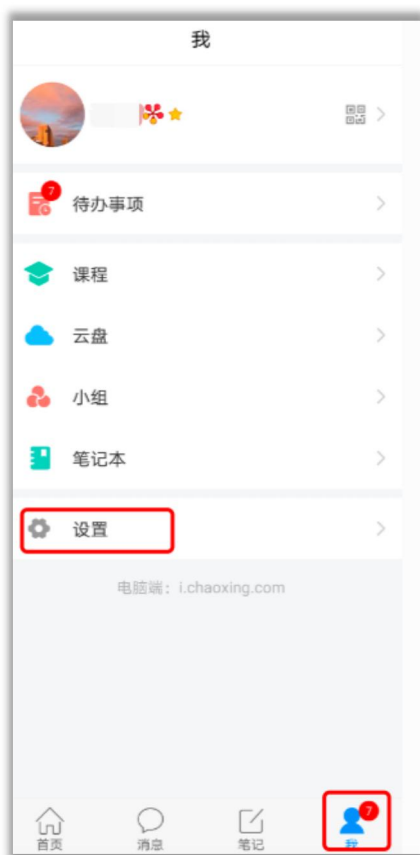 我
7
待办事项
课程
云盘
小组
笔记本
设置
电脑端：i.chaoxing.com
7
首页
消息
笔记
我